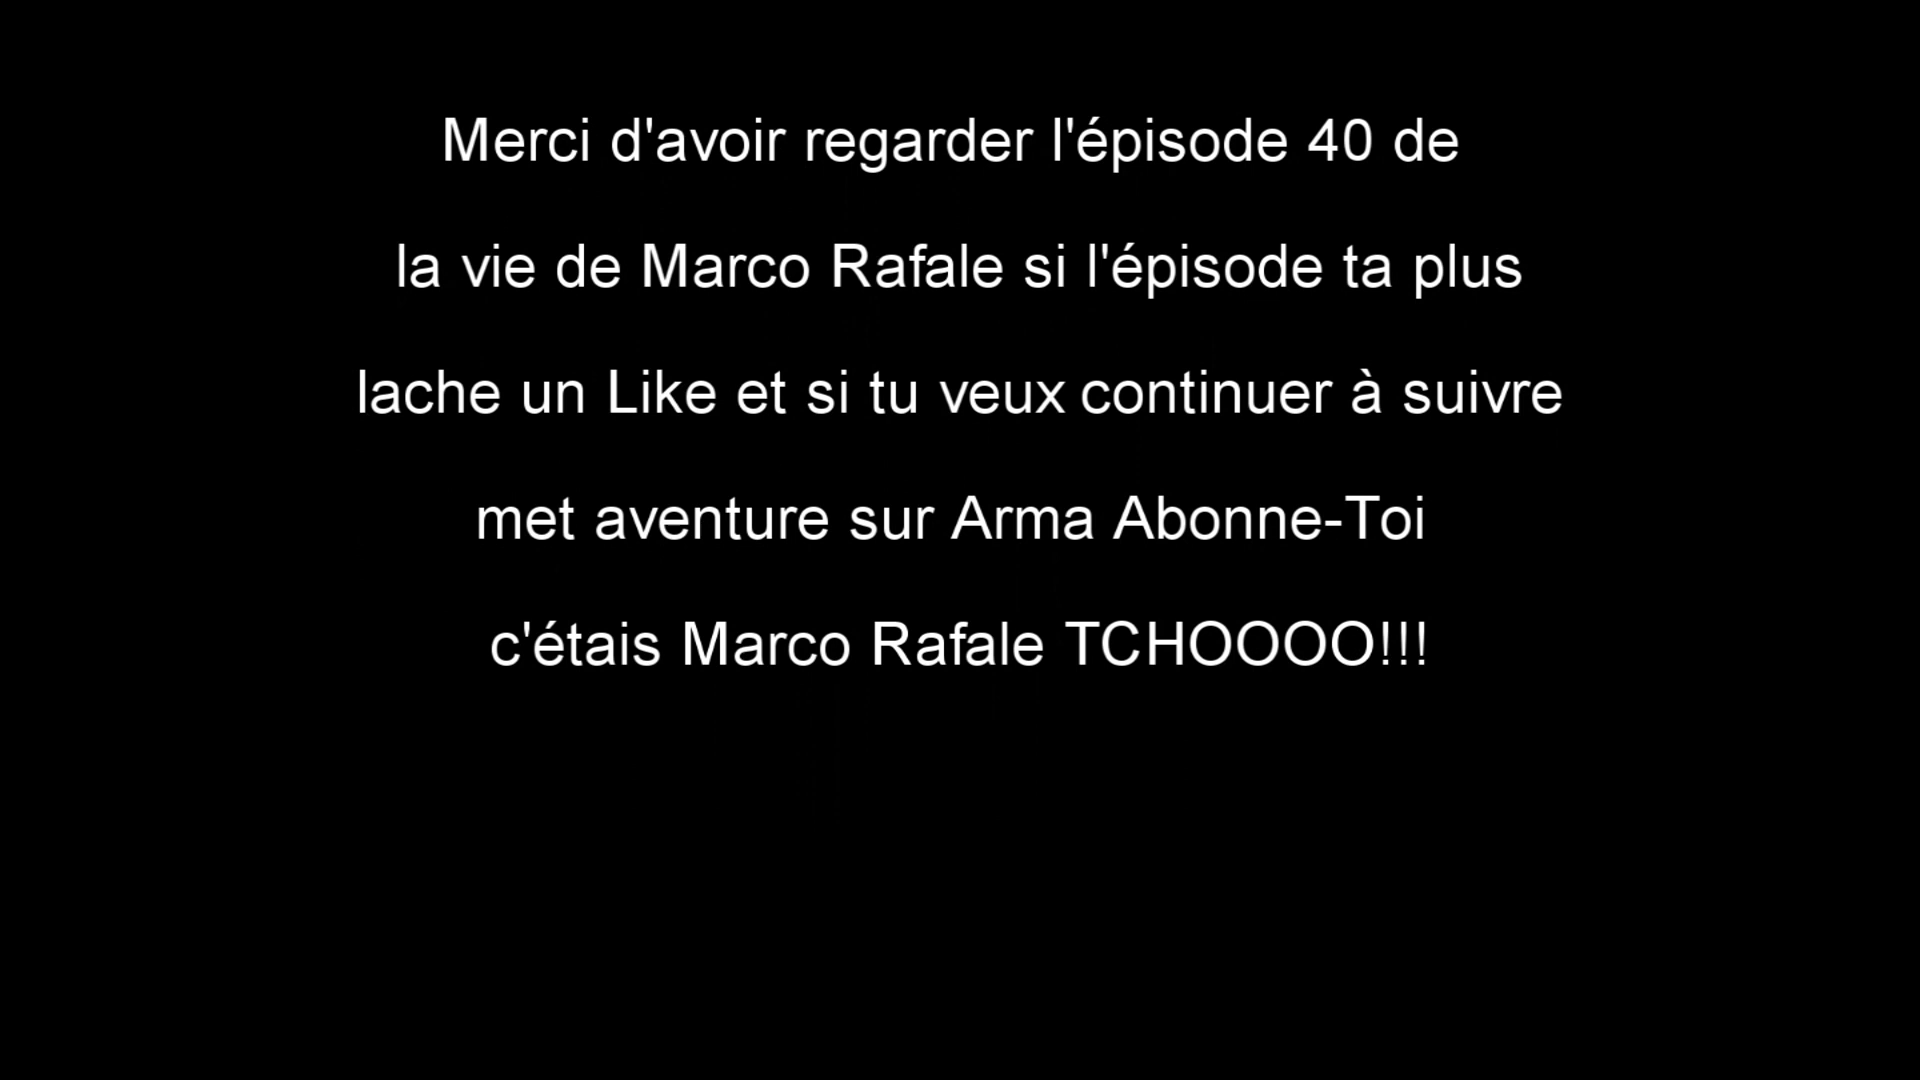 Merci d'avoir regarder l'épisode 40 de
la vie de Marco Rafale si l'épisode ta plus
lache un Like et si tu veux continuer à suivre
met aventure sur Arma Abonne-Toi
c'étais Marco Rafale TCHOOOO!!!